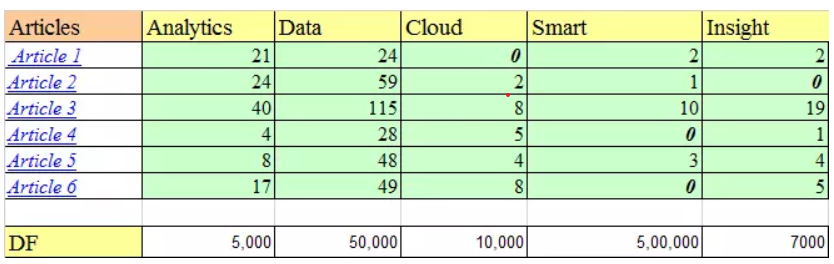 Articles Analytics Data Cloud Smart Insight
Article 1 21 24 0 2 2
Article 2 24 59 2 1 0
Article 3 40 115 8 10 19
Article 4 4 28 5 0 1
Article 5 8 48 4 3 4
Article 6 17 49 8 0 5
DF 5,000 50,000 10,000 5,00,000 7000